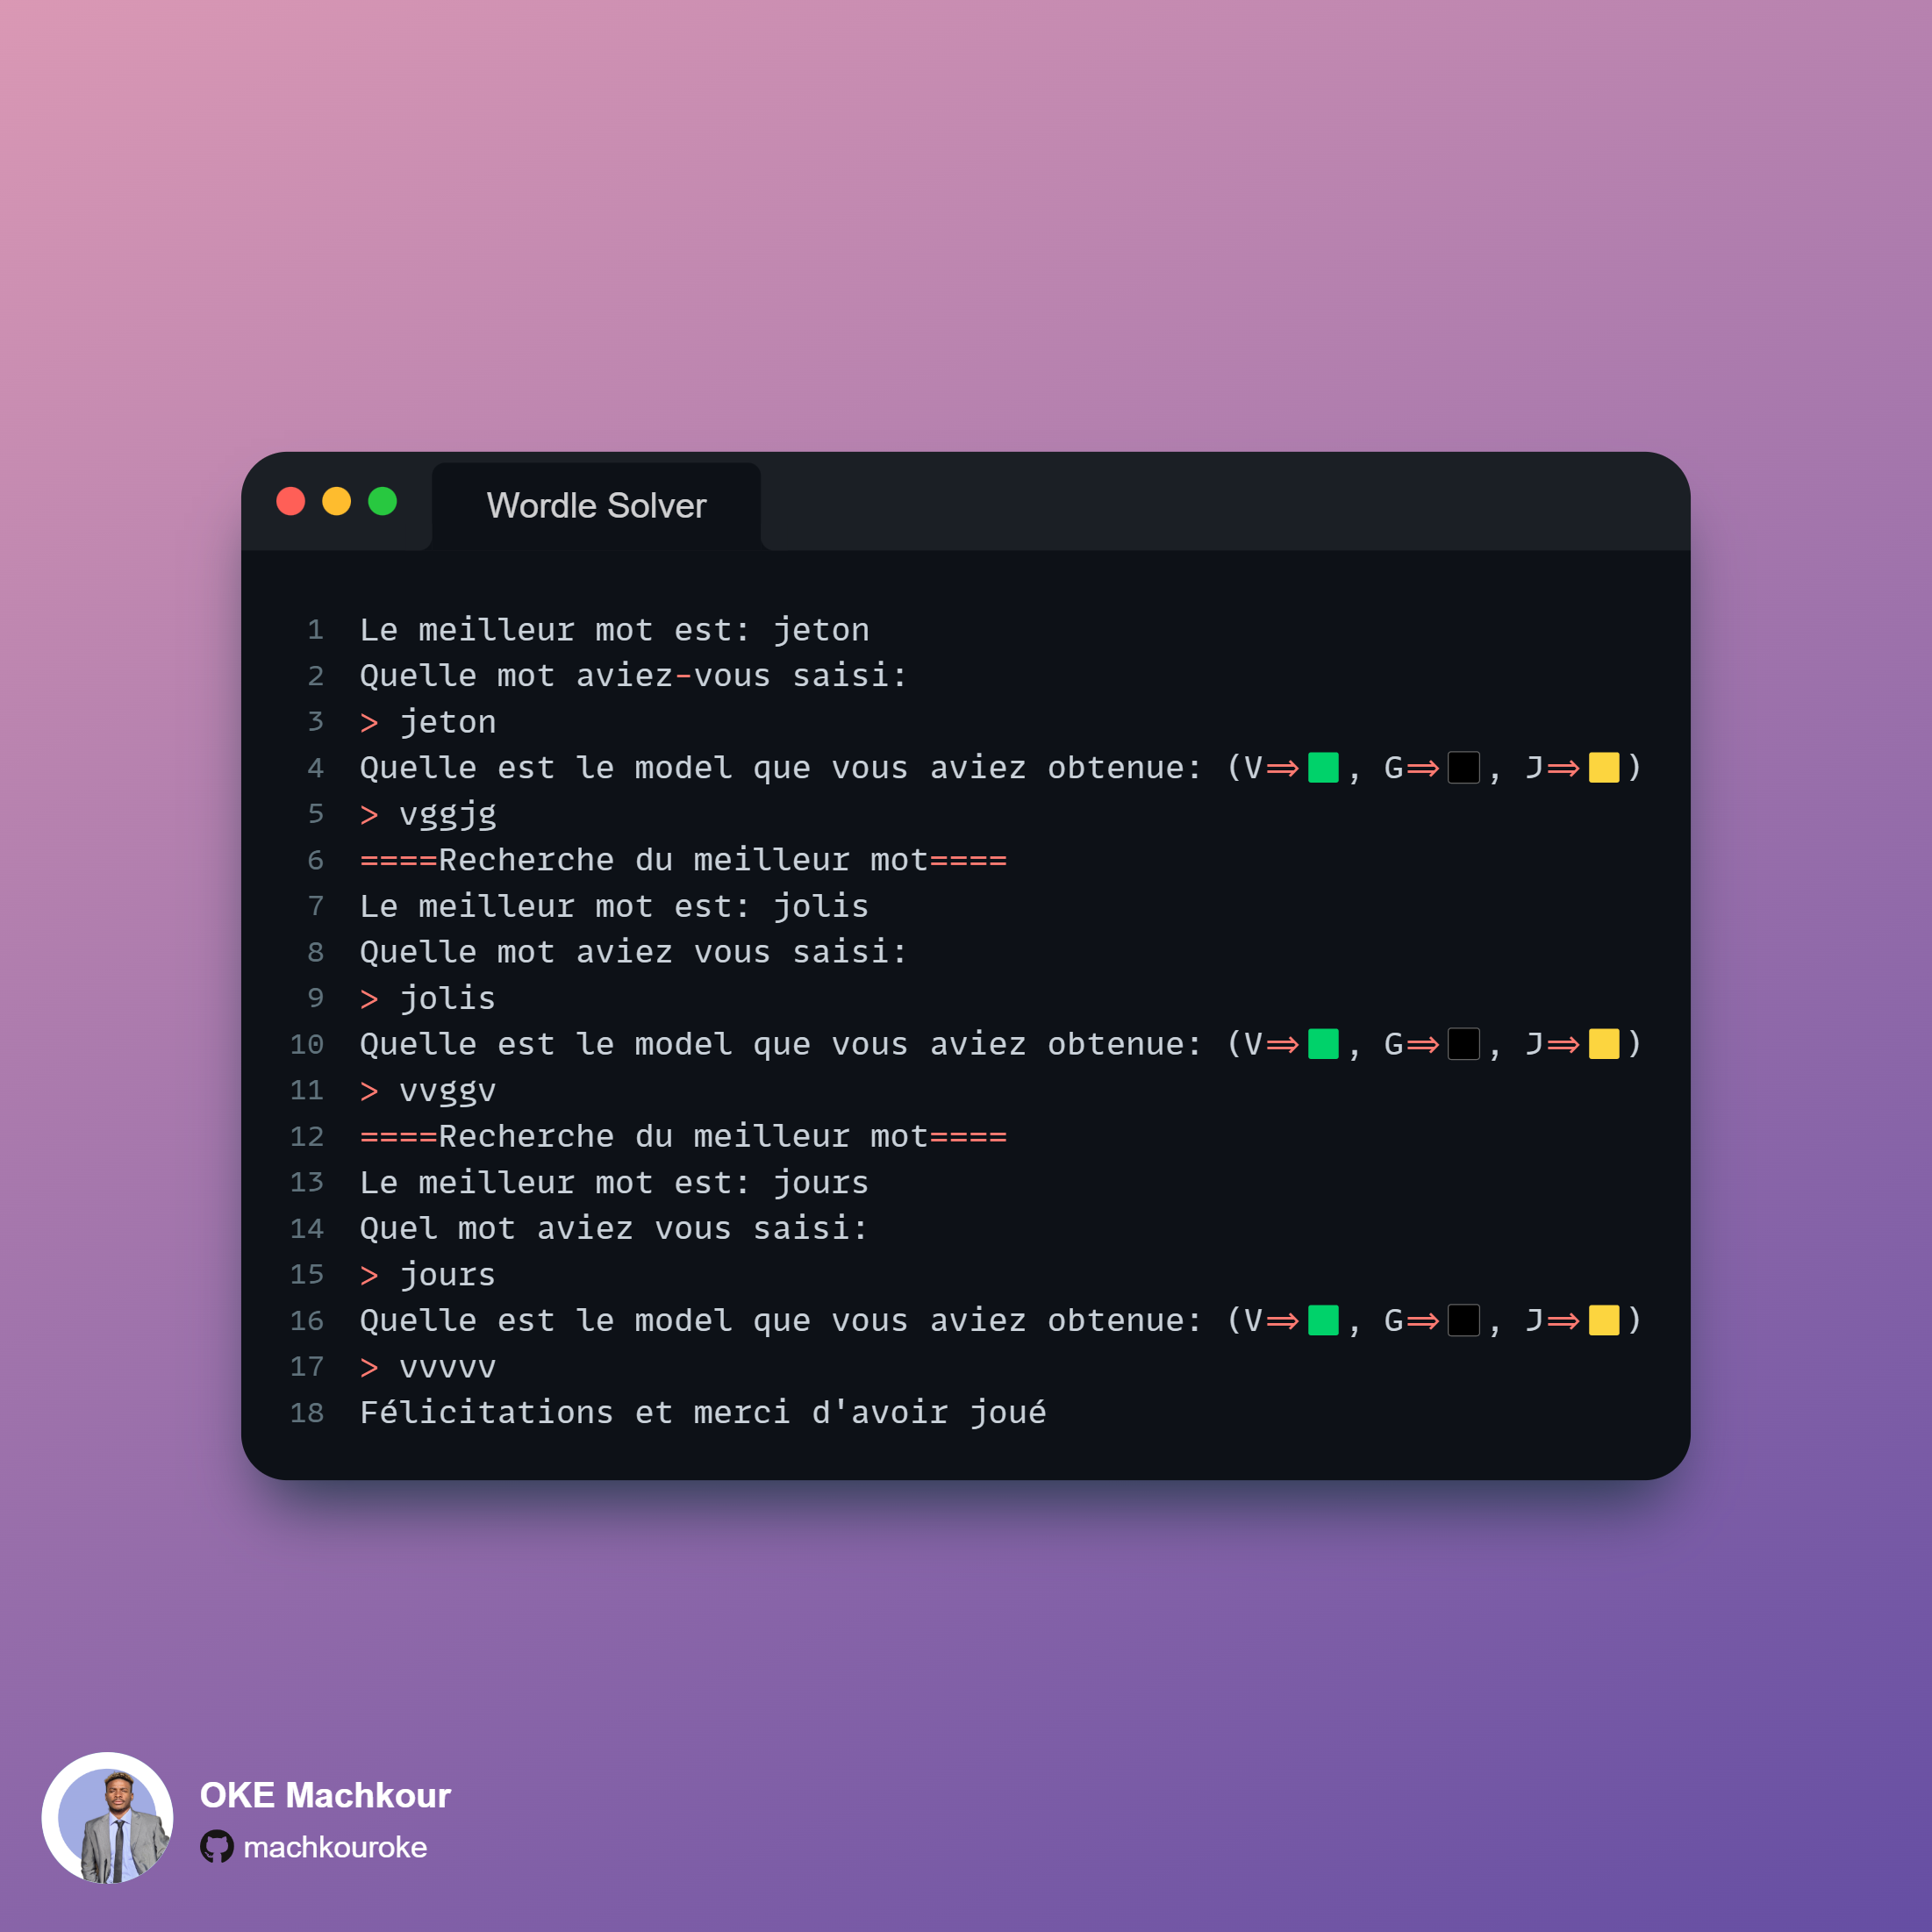 Wordle Solver
1 Le meilleur mot est: jeton
2 Quelle mot aviez-vous saisi:
3 > jeton
4 Quelle est le model que vous aviez obtenue: (V⇒🟩, G⇒⬛, J⇒🟨)
5 > vggjg
6 ====Recherche du meilleur mot====
7 Le meilleur mot est: jolis
8 Quelle mot aviez vous saisi:
9 > jolis
10 Quelle est le model que vous aviez obtenue: (V⇒🟩, G⇒⬛, J⇒🟨)
11 > vvggv
12 ====Recherche du meilleur mot====
13 Le meilleur mot est: jours
14 Quel mot aviez vous saisi:
15 > jours
16 Quelle est le model que vous aviez obtenue: (V⇒🟩, G⇒⬛, J⇒🟨)
17 > vvvvv
18 Félicitations et merci d'avoir joué
OKE Machkour
machkouroke